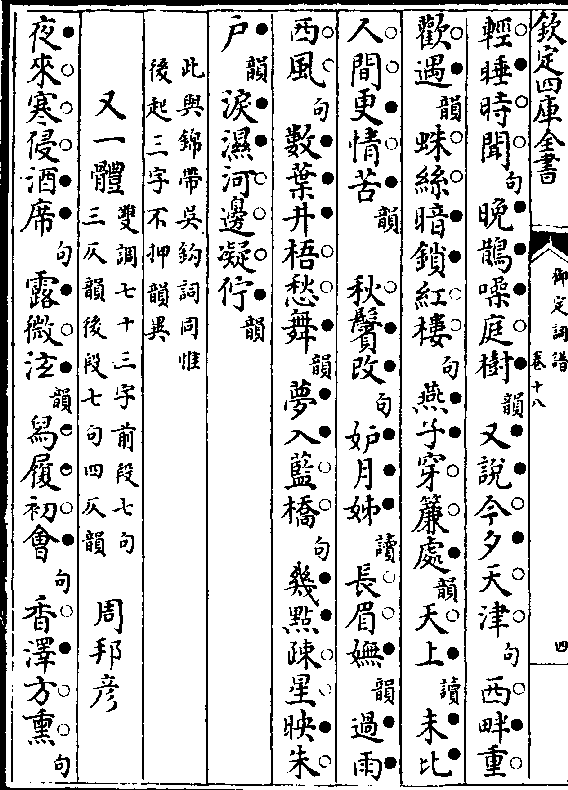 欽定四庫全書
御定詞譜 卷十八 四
輕睡時聞句晚鵲噪庭樹韻又說今夕天津句西畔重
歡遇韻蛛絲暗鎖紅樓句燕子穿簾處韻天上讀未比
人間更情苦韻 秋鬢改句妒月姊讀長眉嫵韻過雨
西風句數葉井梧愁舞韻夢入藍橋句幾點疎星映朱
戶韻淚濕河邊凝佇韻
此與錦帶吳鉤詞同惟
後起三字不押韻異
又一體 雙調七十三字前段七句
三仄韻後段七句四仄韻 周邦彥
夜來寒侵酒席句露微泫韻舄履初會句香澤方熏句